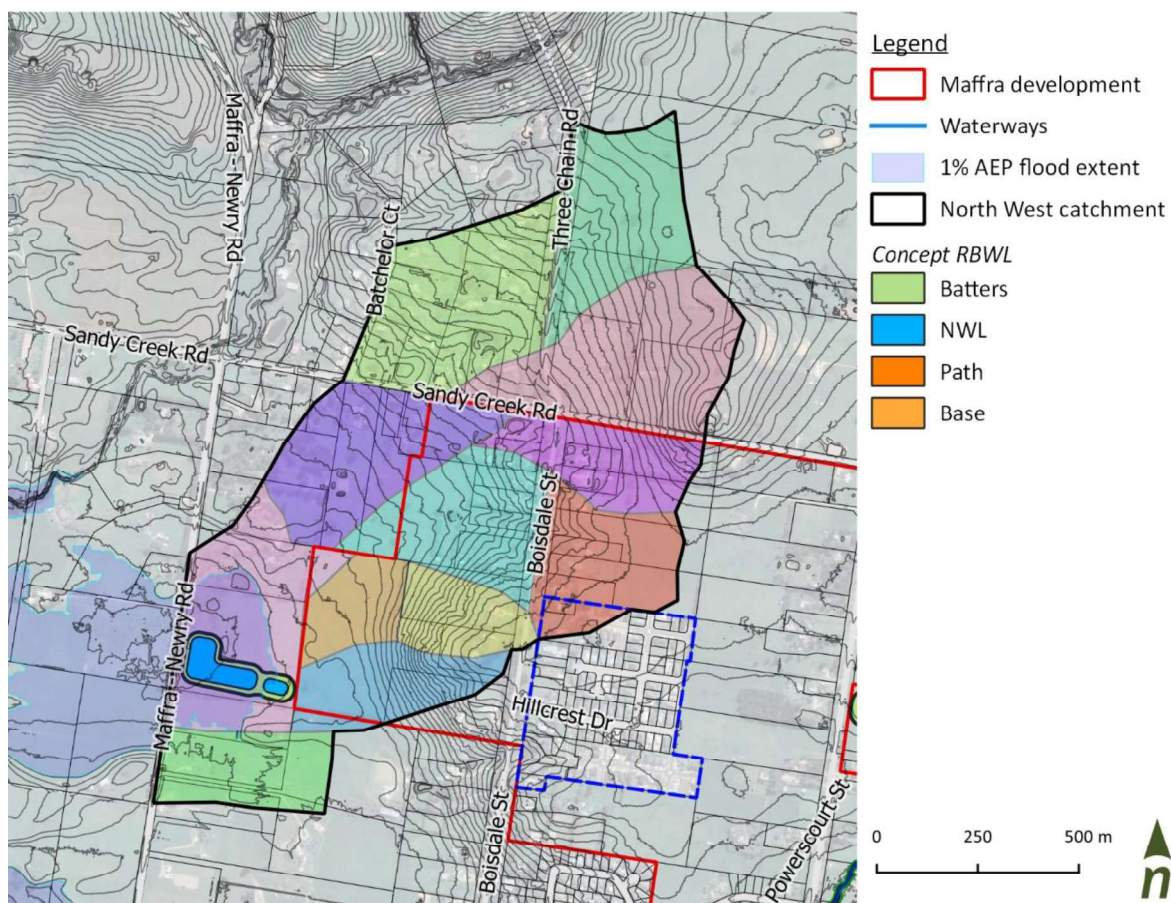 Legend
Maffra development
Waterways
1% AEP flood extent
North West catchment
Concept RBWL
Batters
NWL
Path
Base
Maffra - Newry Rd
Three Chain Rd
Batchelor Ct
Sandy Creek Rd
Sandy Creek Rd
Boisdale St
Maffra - Newry Rd
Hillcrest Dr
Boisdale St
Powerscourt St
0 250 500 m
n